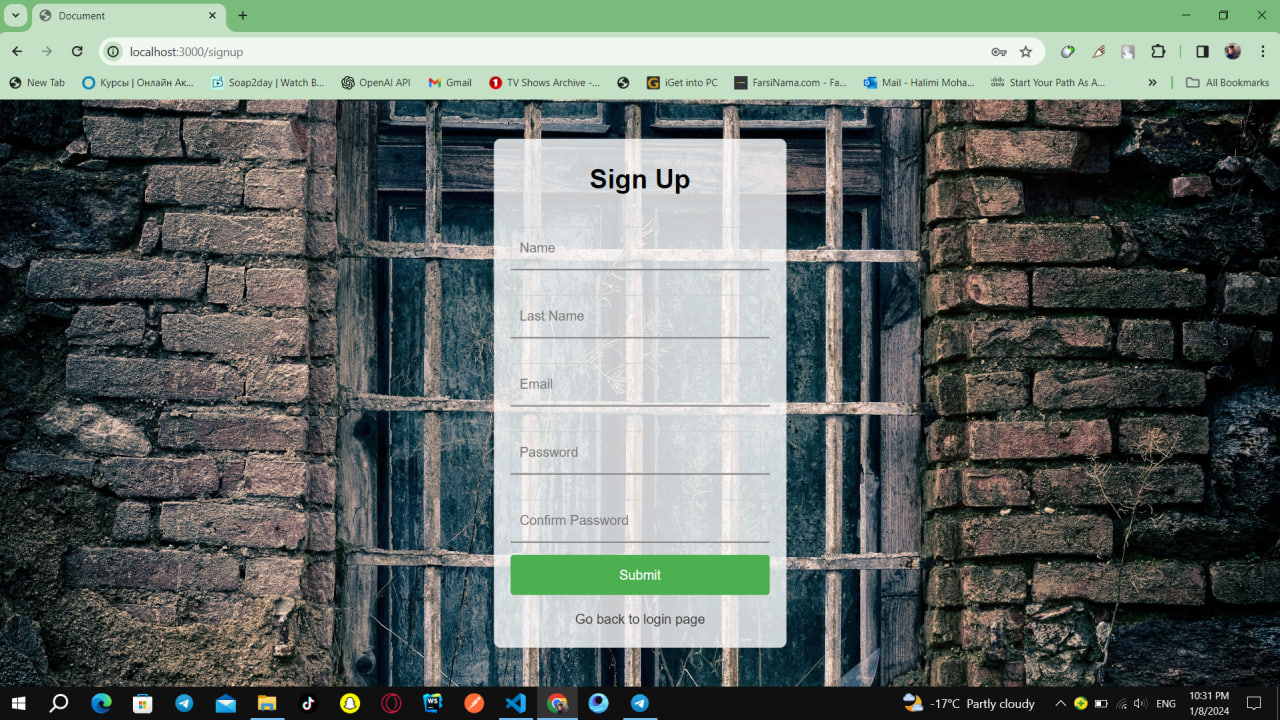 Document
localhost:3000/signup
New Tab
Курсы | Онлайн Ак...
Soap2day | Watch B...
OpenAI API
Gmail
TV Shows Archive -...
iGet into PC
FarsiNama.com - Fa...
Mail - Halimi Moha...
Start Your Path As A...
»
All Bookmarks
Sign Up
Name
Last Name
Email
Password
Confirm Password
Submit
Go back to login page
-17°C Partly cloudy
ENG
10:31 PM
1/8/2024